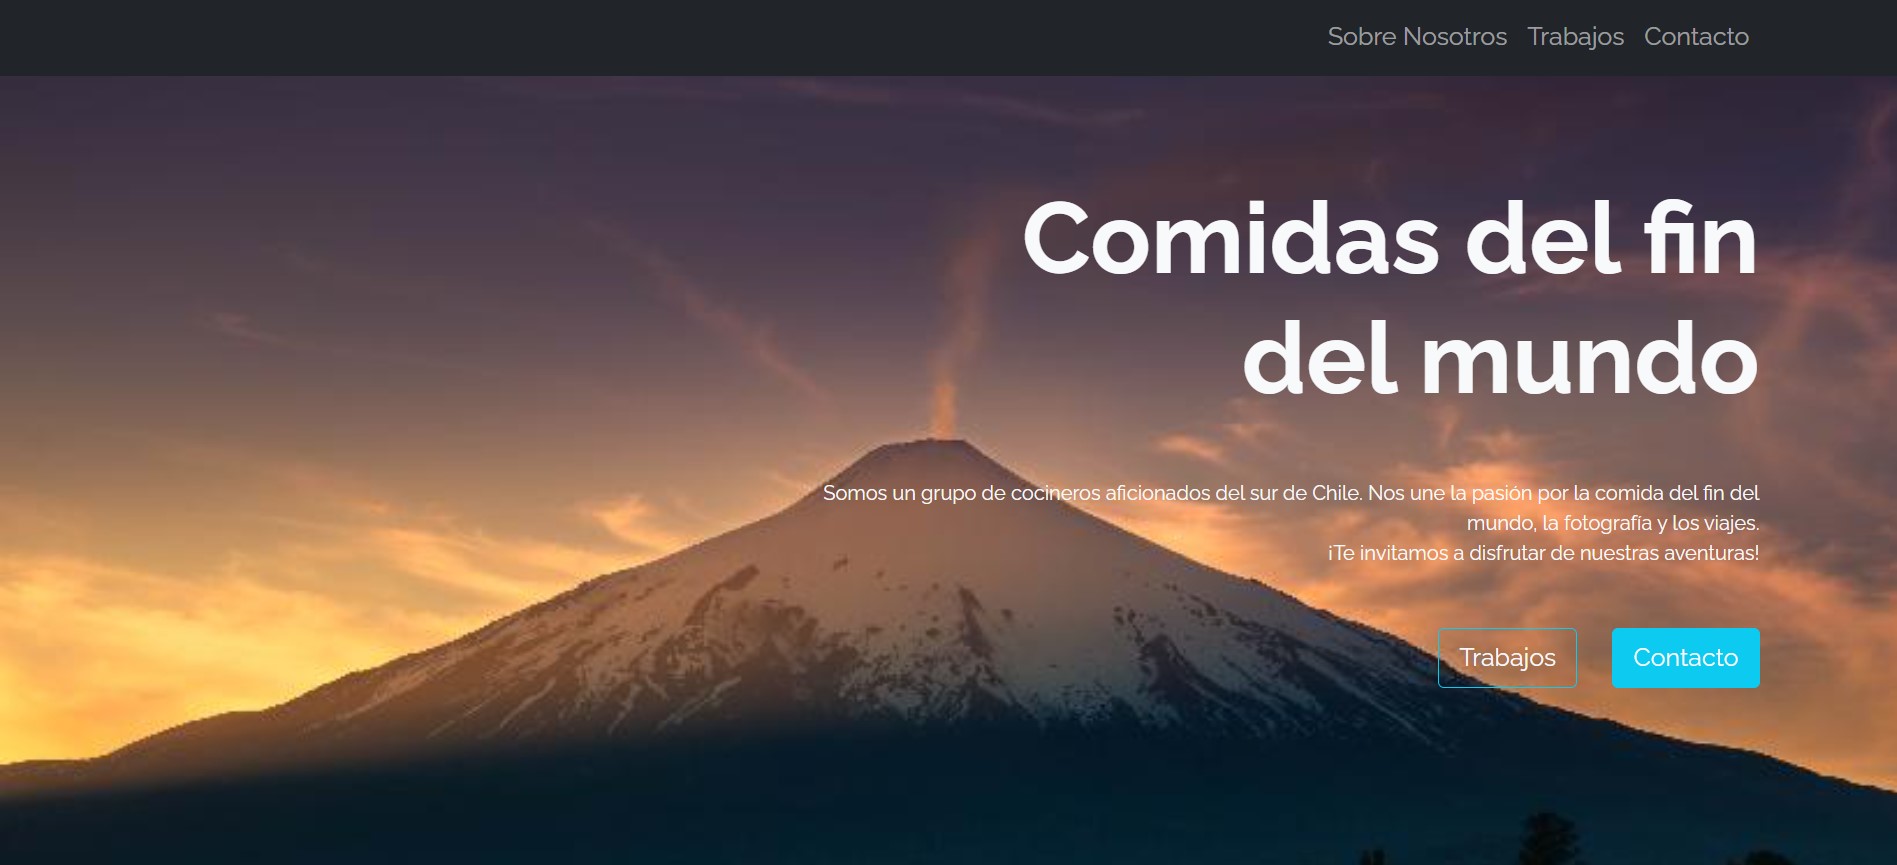 Sobre Nosotros Trabajos Contacto
Comidas del fin
del mundo
Somos un grupo de cocineros aficionados del sur de Chile. Nos une la pasión por la comida del fin del
mundo, la fotografía y los viajes.
¡Te invitamos a disfrutar de nuestras aventuras!
Trabajos Contacto